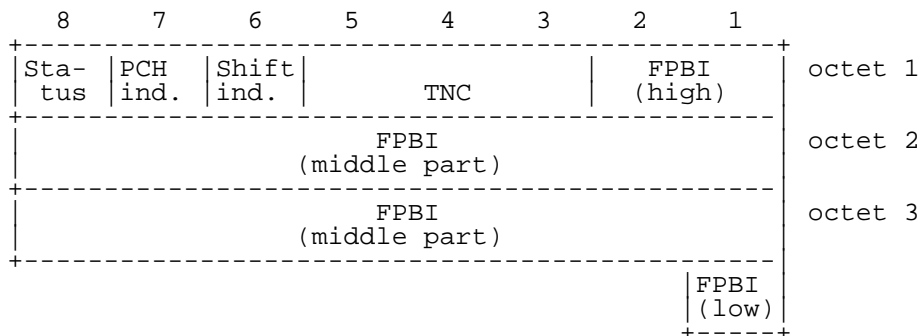 8 7 6 5 4 3 2 1
Sta- PCH Shift FPBI octet 1
tus ind. ind. TNC (high)
FPBI octet 2
(middle part)
FPBI octet 3
(middle part)
FPBI
(low)